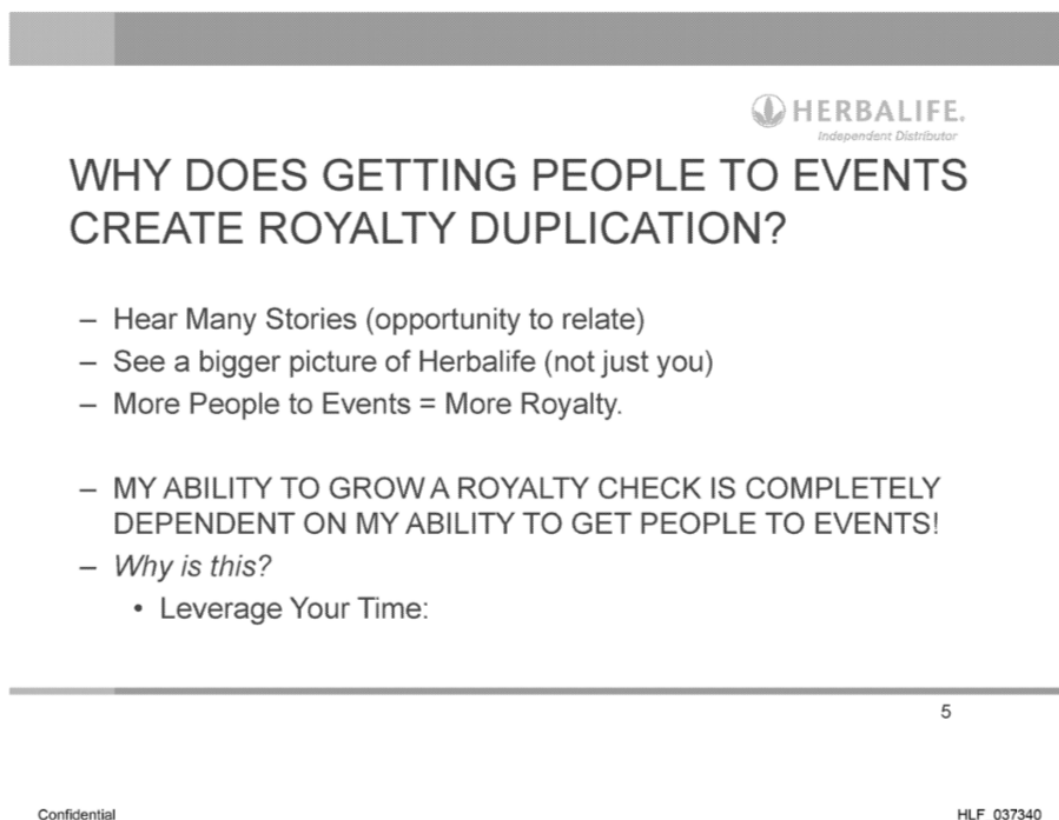 HERBALIFE.
Independent Distributor
WHY DOES GETTING PEOPLE TO EVENTS
CREATE ROYALTY DUPLICATION?
– Hear Many Stories (opportunity to relate)
– See a bigger picture of Herbalife (not just you)
– More People to Events = More Royalty.
– MY ABILITY TO GROW A ROYALTY CHECK IS COMPLETELY
DEPENDENT ON MY ABILITY TO GET PEOPLE TO EVENTS!
– Why is this?
• Leverage Your Time:
5
Confidential
HLF_037340